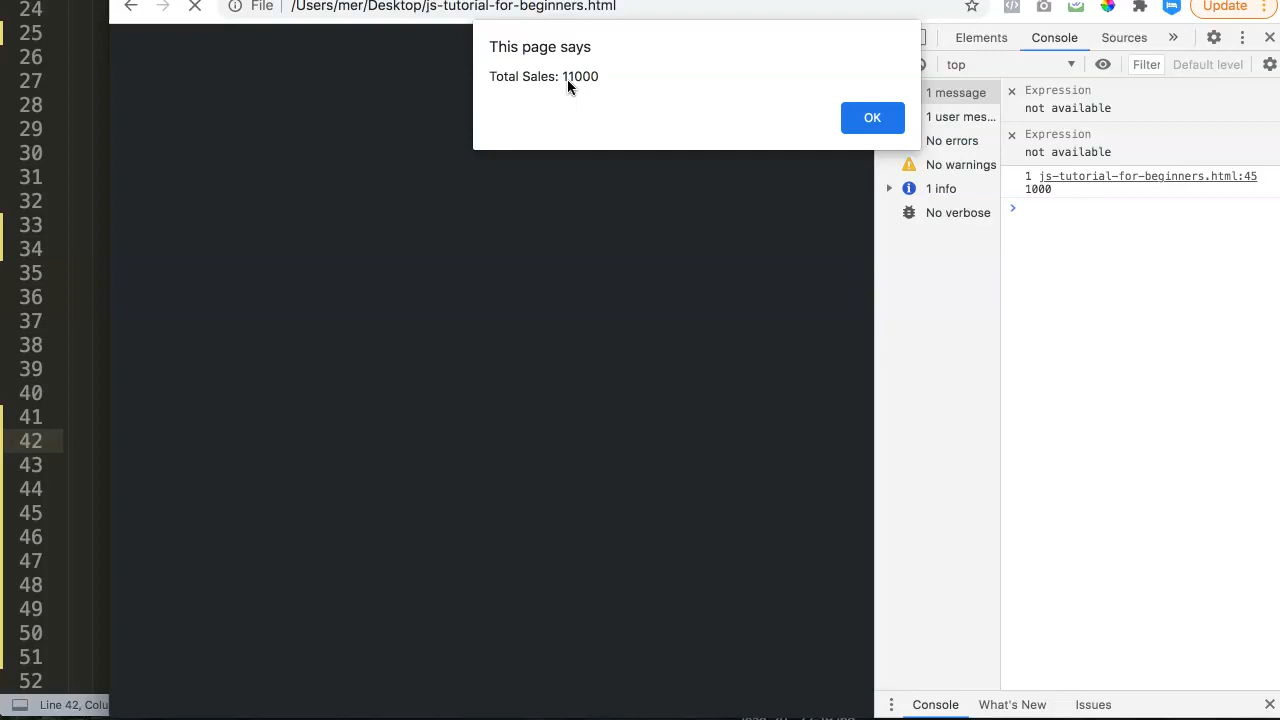 24
25
26
27
28
29
30
31
32
33
34
35
36
37
38
39
40
41
42
43
44
45
46
47
48
49
50
51
52
Line 42, Colu
File /Users/mer/Desktop/js-tutorial-for-beginners.html
Update
This page says
Total Sales: 11000
OK
Elements Console Sources
top Filter Default level
1 message
1 user mes...
No errors
No warnings
1 info
No verbose
Expression
not available
Expression
not available
1 js-tutorial-for-beginners.html:45
1000
Console What's New Issues